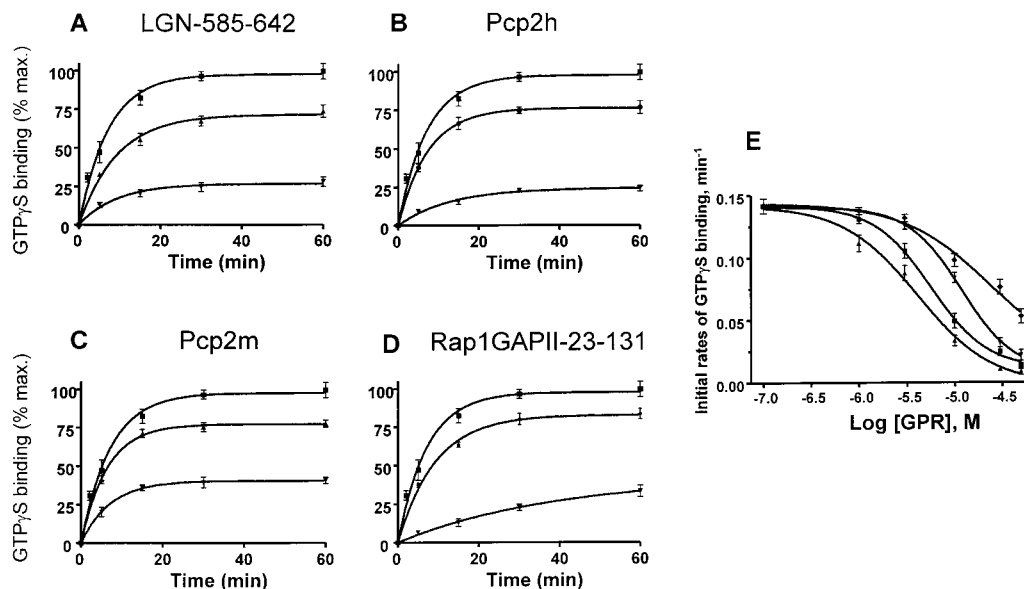 A LGN-585-642
GTPγS binding (% max.)
100
75
50
25
0
0 20 40 60
Time (min)
B Pcp2h
100
75
50
25
0
0 20 40 60
Time (min)
C Pcp2m
GTPγS binding (% max.)
100
75
50
25
0
0 20 40 60
Time (min)
D Rap1GAPII-23-131
100
75
50
25
0
0 20 40 60
Time (min)
E
Initial rates of GTPγS binding, min⁻¹
0.15
0.10
0.05
0.00
-7.0 -6.5 -6.0 -5.5 -5.0 -4.5
Log [GPR], M